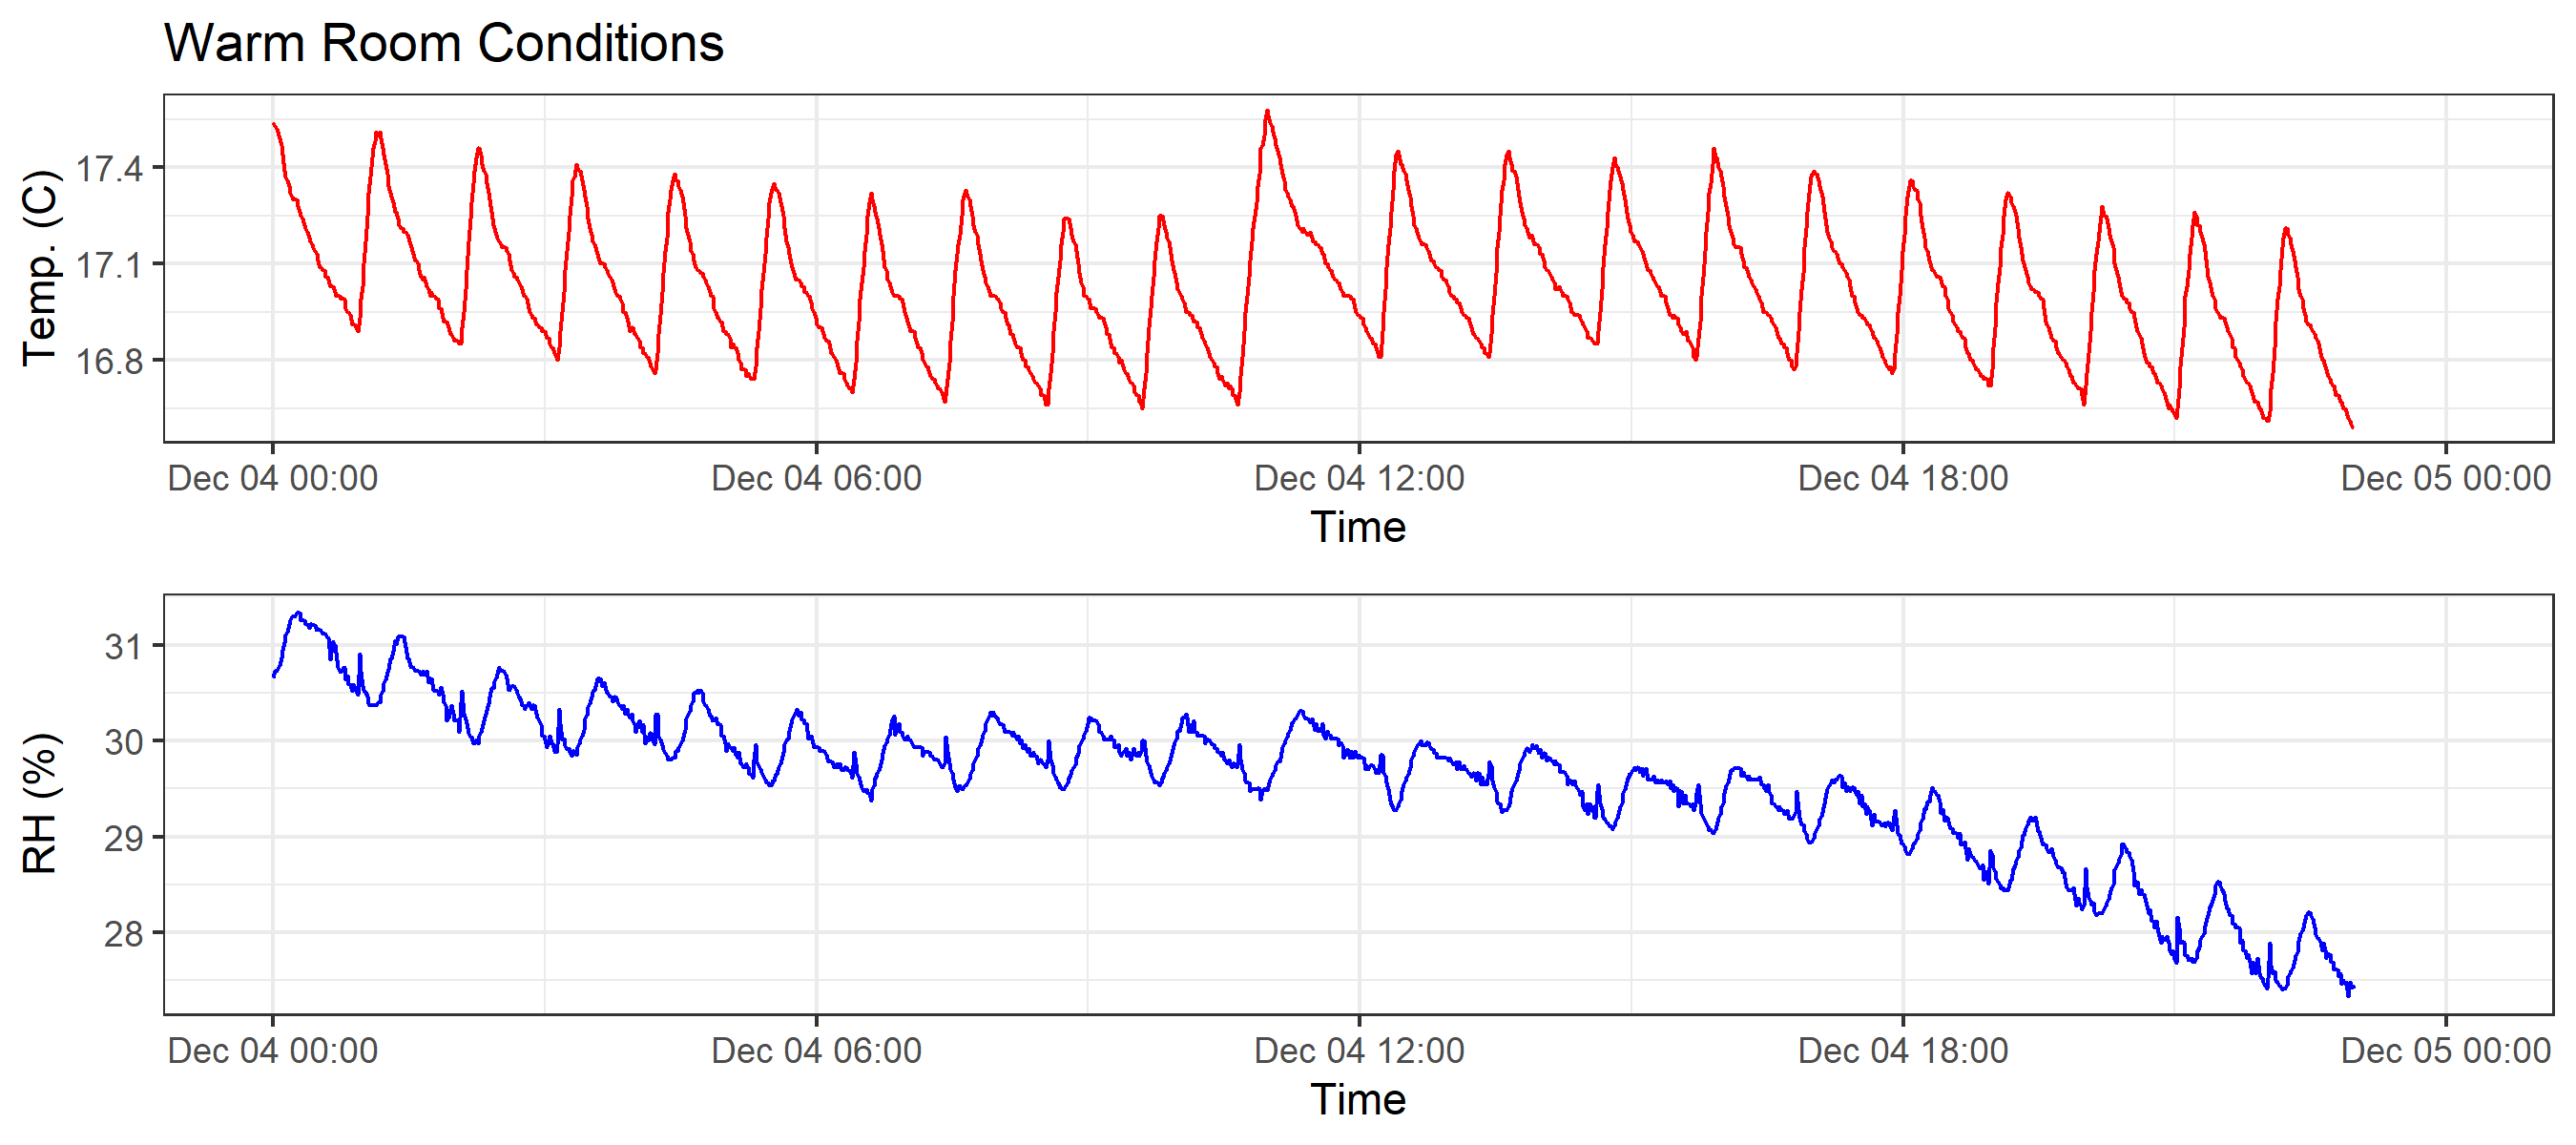 Warm Room Conditions
Temp. (C)
17.4
17.1
16.8
Dec 04 00:00 Dec 04 06:00 Dec 04 12:00 Dec 04 18:00 Dec 05 00:00
Time
RH (%)
31
30
29
28
Dec 04 00:00 Dec 04 06:00 Dec 04 12:00 Dec 04 18:00 Dec 05 00:00
Time